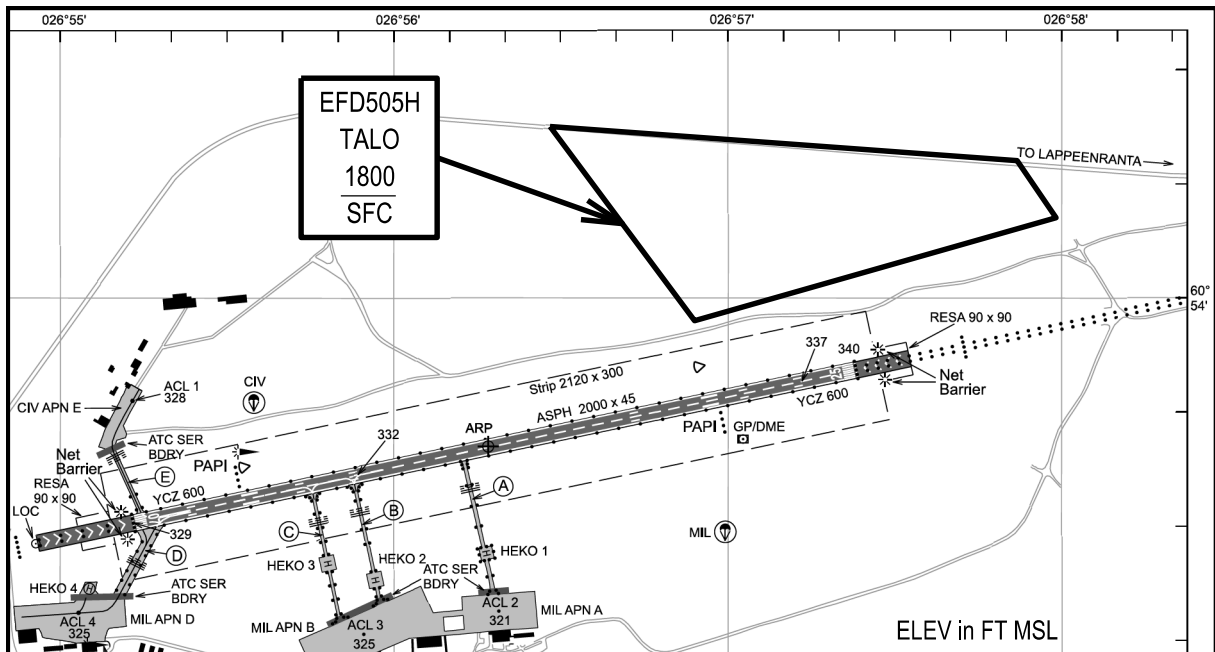 026°55'
026°56'
026°57'
026°58'
EFD505H
TALO
1800
SFC
TO LAPPEENRANTA
60°
54'
RESA 90 x 90
337
340
Net
Barrier
Strip 2120 x 300
ASPH 2000 x 45
YCZ 600
ACL 1
328
CIV
CIV APN E
ARP
PAPI
GP/DME
ATC SER
BDRY
332
Net
Barrier
PAPI
E
YCZ 600
RESA
90 x 90
LOC
329
A
B
C
D
MIL
HEKO 1
HEKO 2
HEKO 3
ATC SER
BDRY
HEKO 4
H
H
H
H
ATC SER
BDRY
ACL 4
325
MIL APN D
MIL APN B
ACL 3
325
ACL 2
321
MIL APN A
ELEV in FT MSL